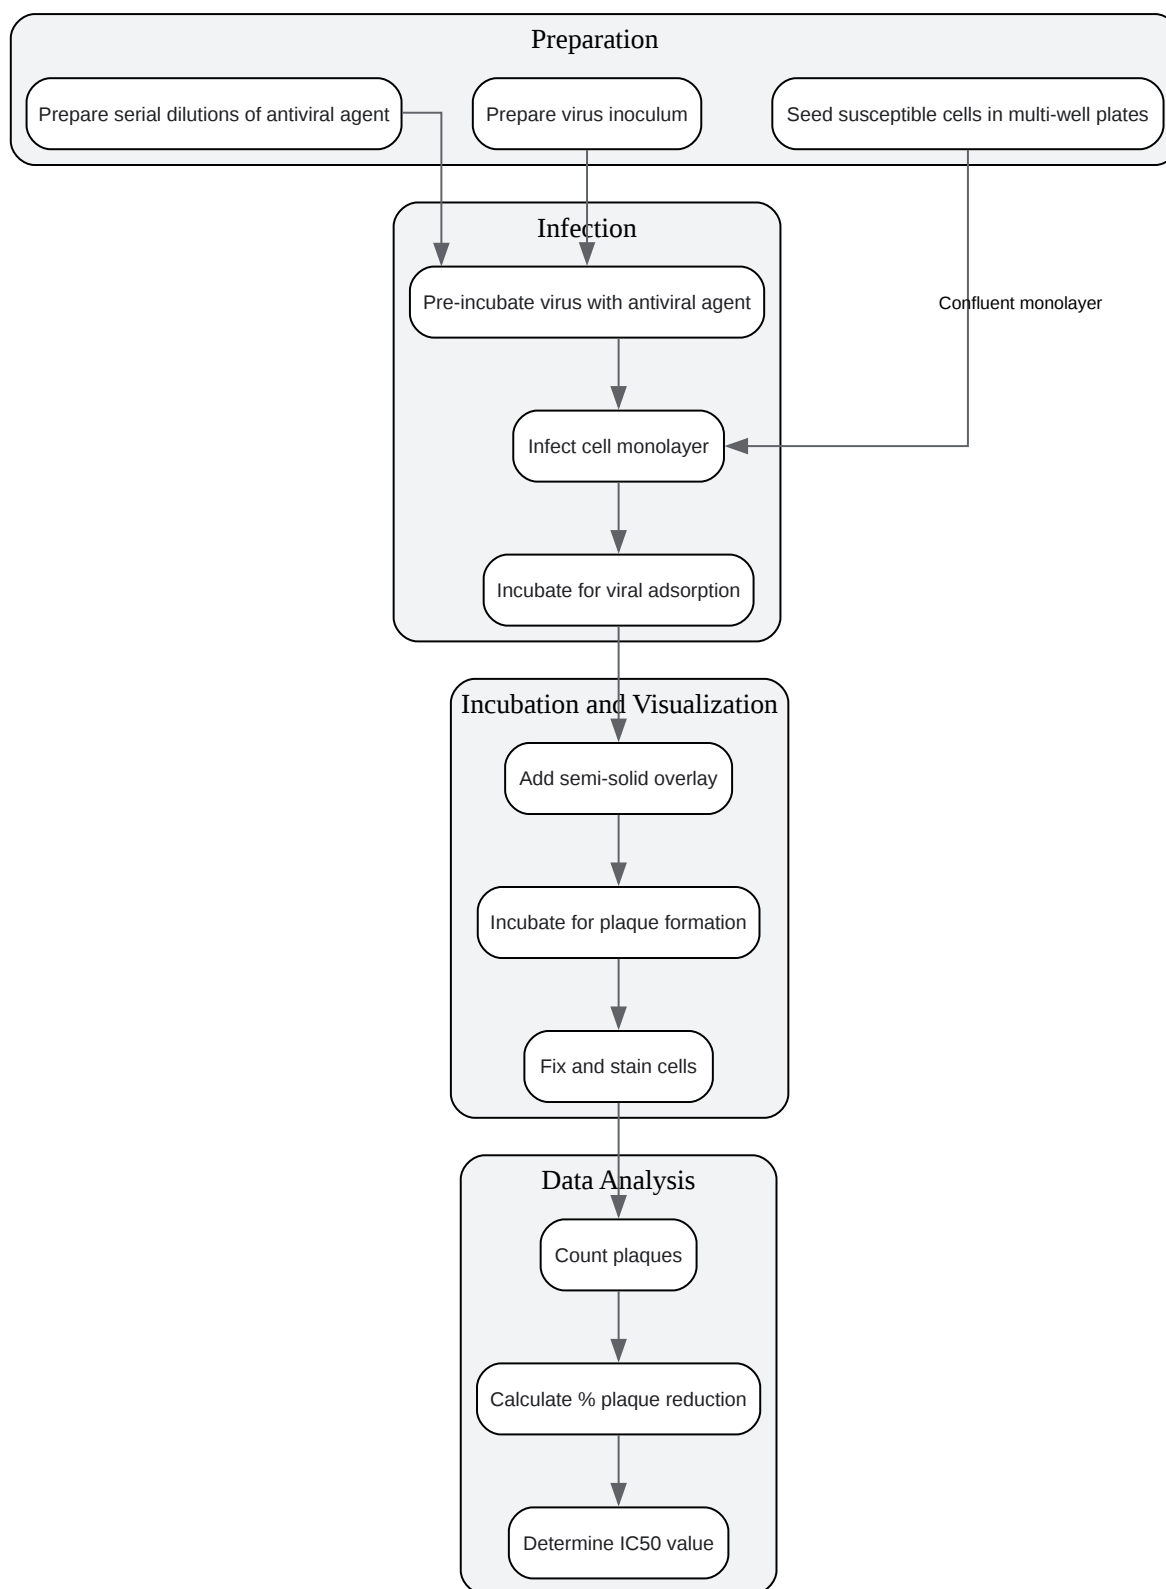 Preparation
Prepare serial dilutions of antiviral agent
Prepare virus inoculum
Seed susceptible cells in multi-well plates
Infection
Pre-incubate virus with antiviral agent
Confluent monolayer
Infect cell monolayer
Incubate for viral adsorption
Incubation and Visualization
Add semi-solid overlay
Incubate for plaque formation
Fix and stain cells
Data Analysis
Count plaques
Calculate % plaque reduction
Determine IC50 value